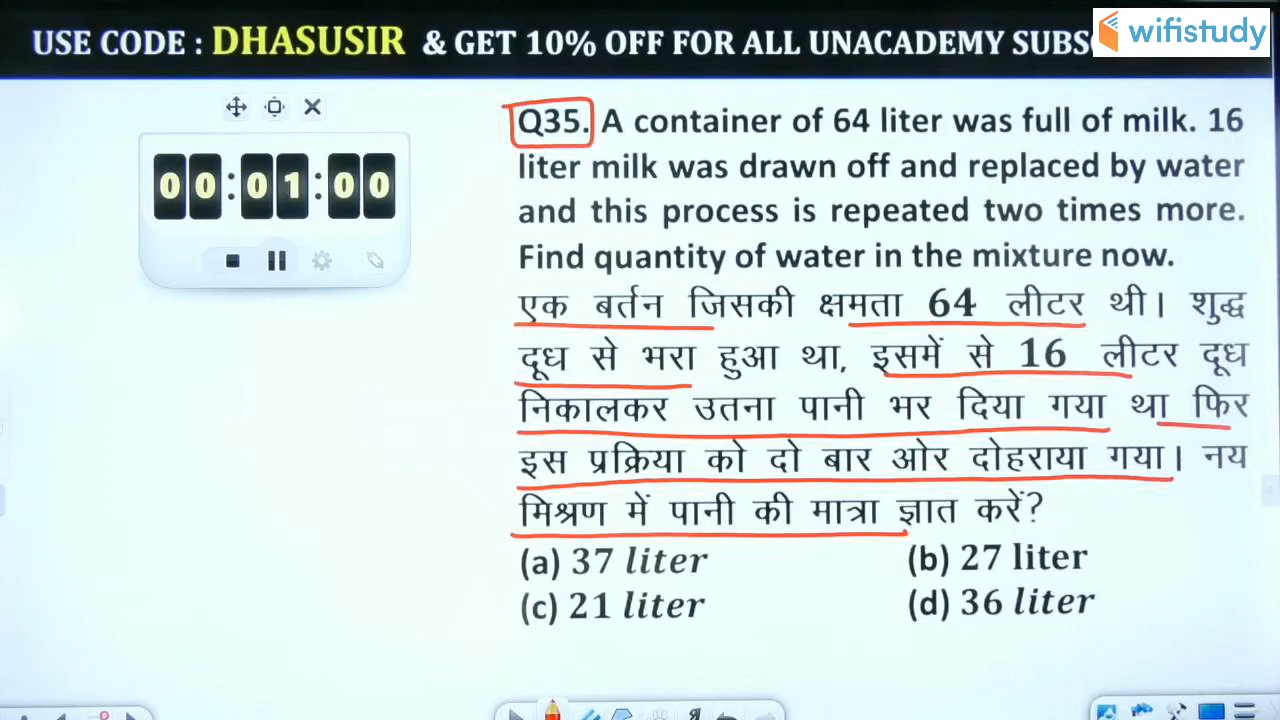 USE CODE : DHASUSIR & GET 10% OFF FOR ALL UNACADEMY
wifistudy
00:01:00
Q35. A container of 64 liter was full of milk. 16
liter milk was drawn off and replaced by water
and this process is repeated two times more.
Find quantity of water in the mixture now.
एक बर्तन जिसकी क्षमता 64 लीटर थी। शुद्ध
दूध से भरा हुआ था, इसमें से 16 लीटर दूध
निकालकर उतना पानी भर दिया गया था फिर
इस प्रक्रिया को दो बार ओर दोहराया गया। नय
मिश्रण में पानी की मात्रा ज्ञात करें?
(a) 37 liter (b) 27 liter
(c) 21 liter (d) 36 liter